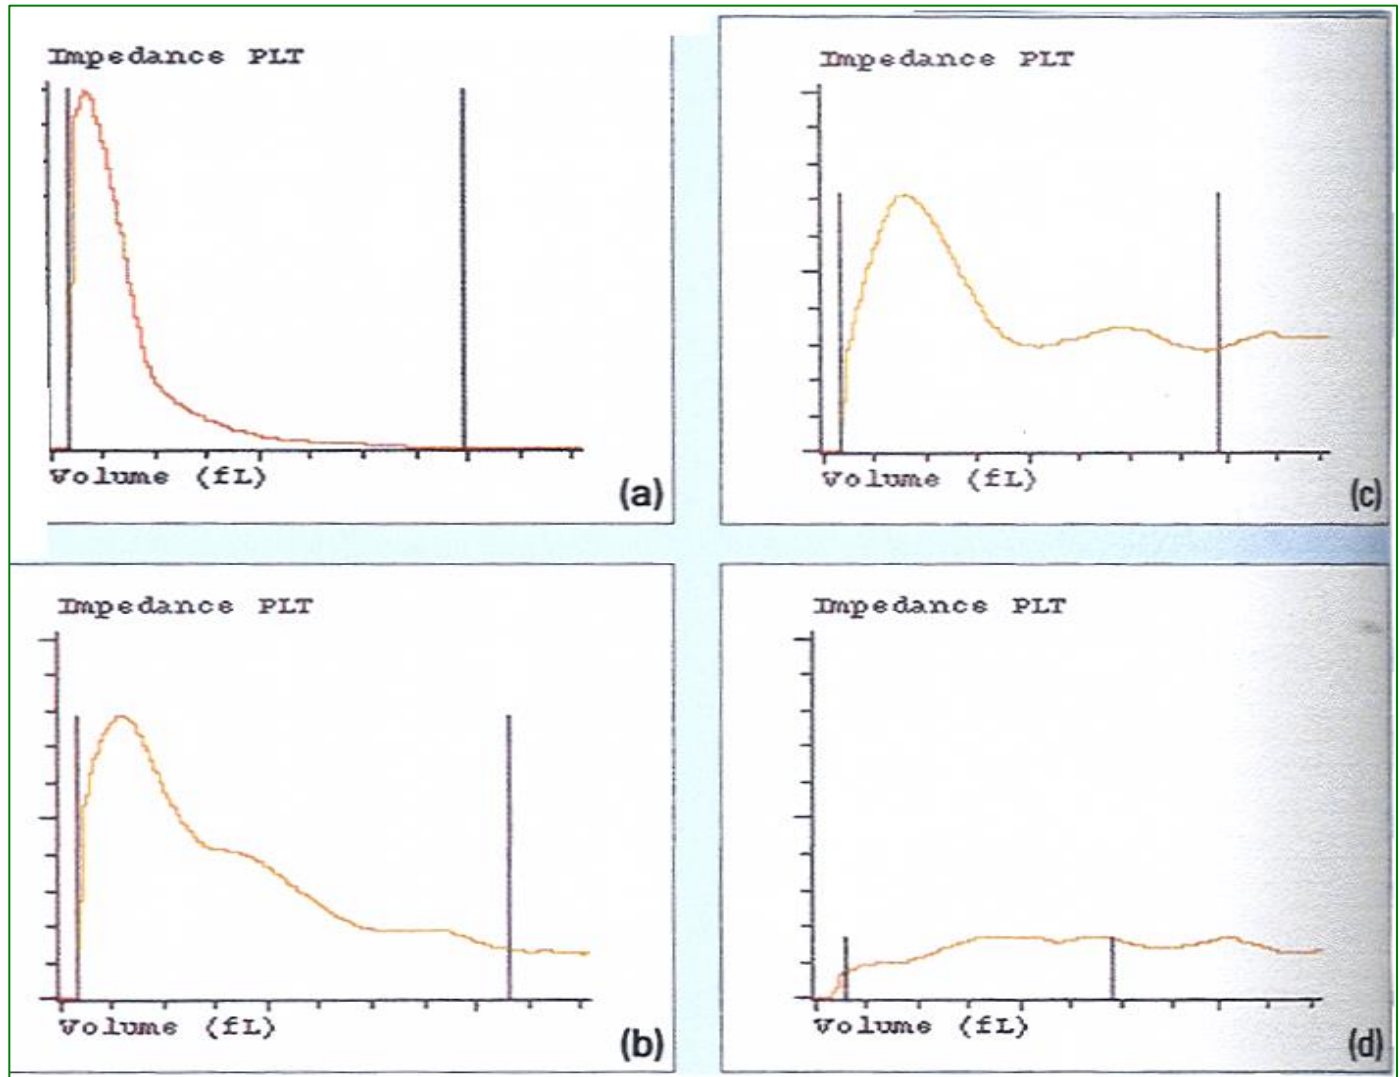 Impedance PLT
Volume (fL)
(a)
Impedance PLT
Volume (fL)
(c)
Impedance PLT
Volume (fL)
(b)
Impedance PLT
Volume (fL)
(d)